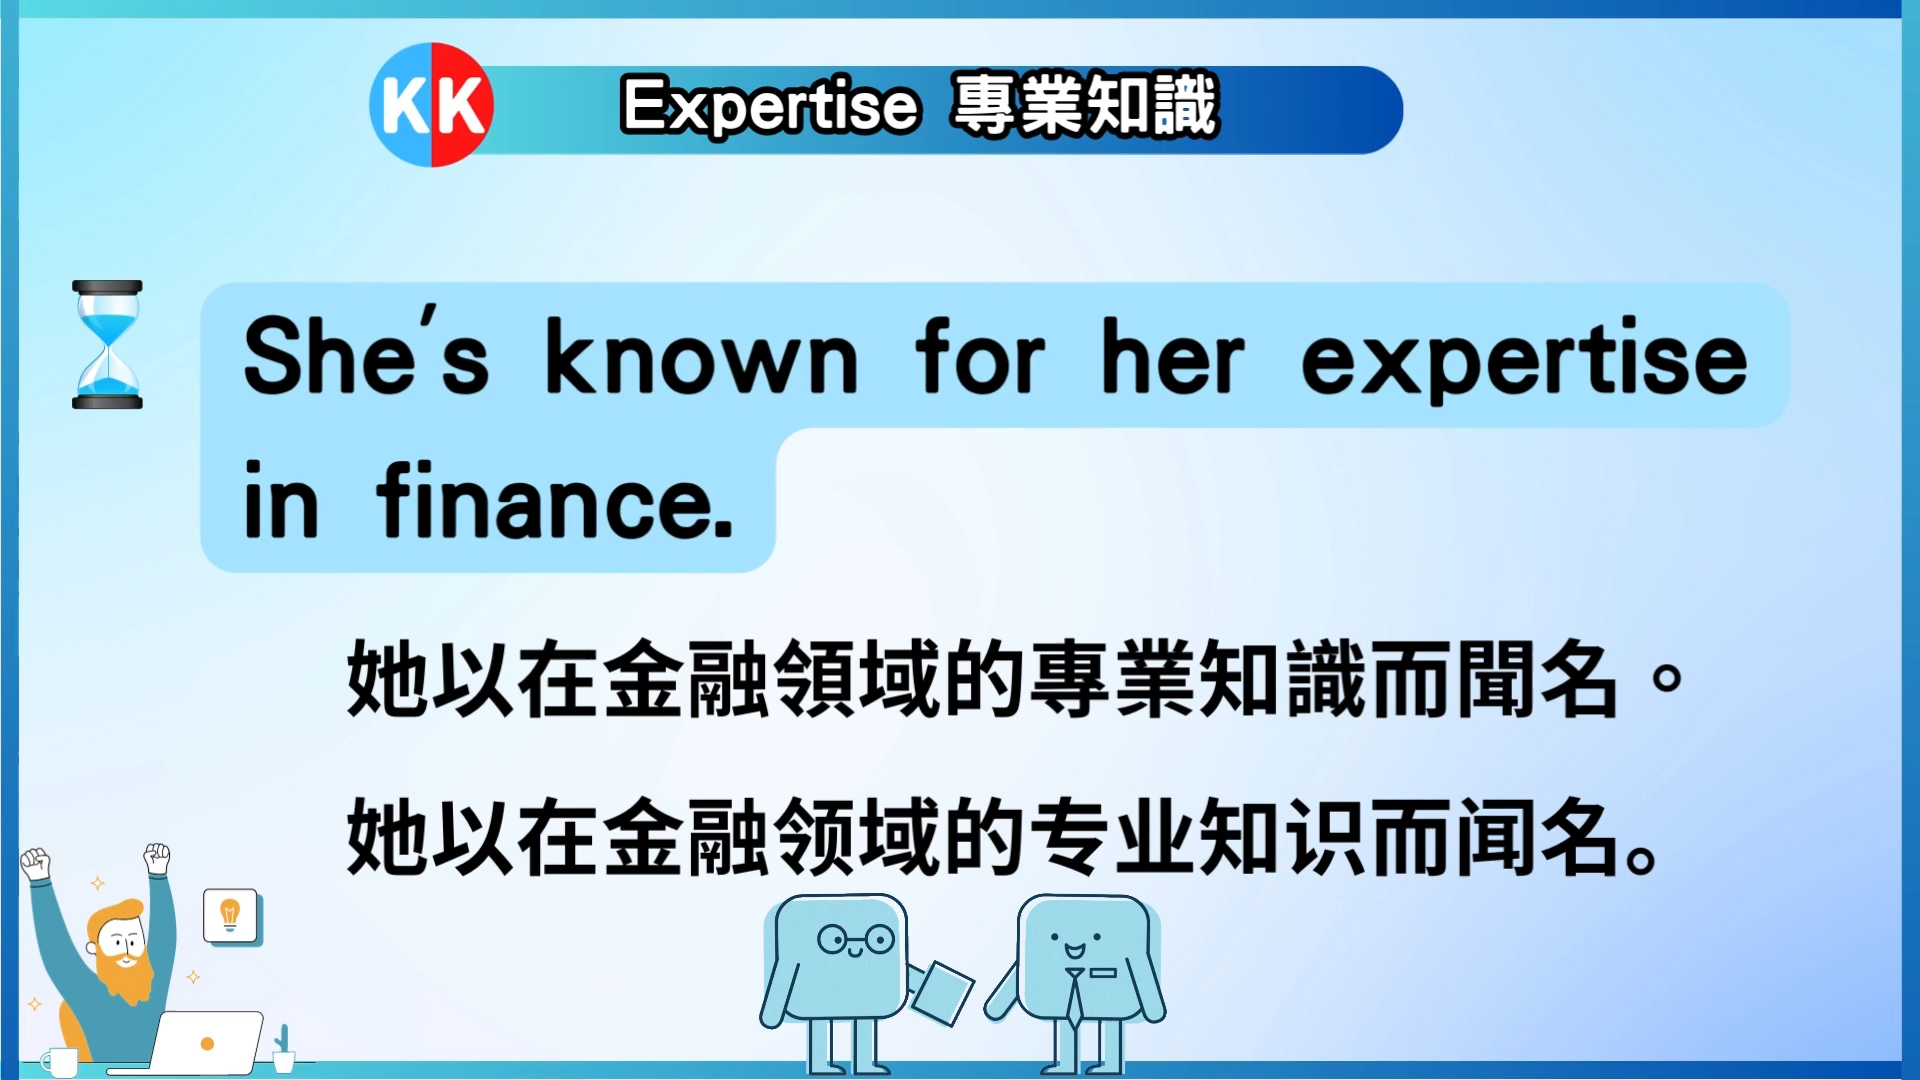 KK Expertise 專業知識
She's known for her expertise
in finance.
她以在金融領域的專業知識而聞名。
她以在金融领域的专业知识而闻名。